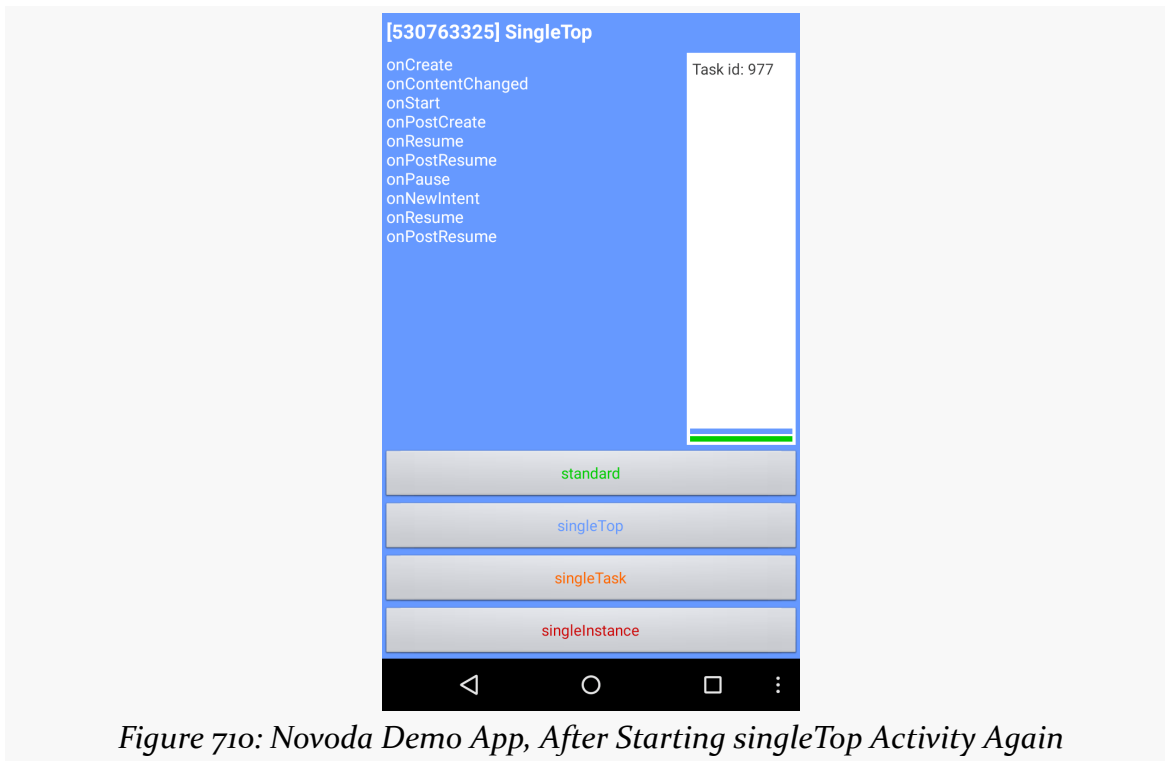 [530763325] SingleTop
onCreate
onContentChanged
onStart
onPostCreate
onResume
onPostResume
onPause
onNewIntent
onResume
onPostResume
Task id: 977
standard
singleTop
singleTask
singleInstance
Figure 710: Novoda Demo App, After Starting singleTop Activity Again